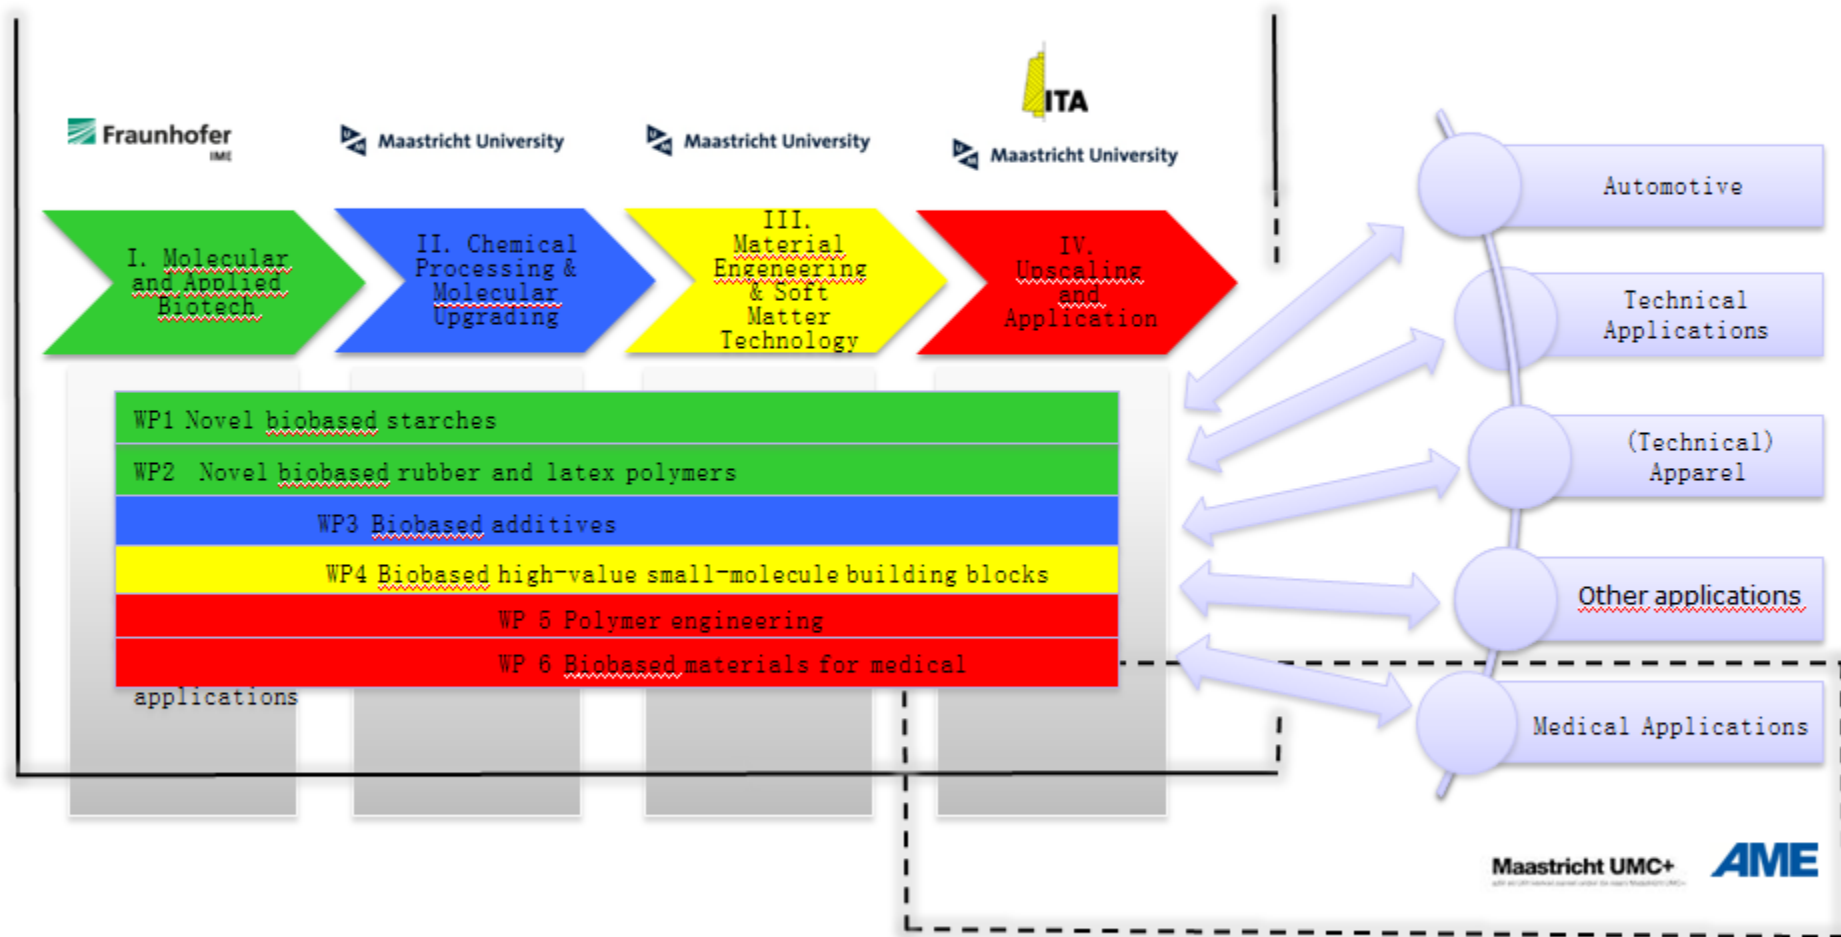 ITA
Fraunhofer
IME
UM Maastricht University
UM Maastricht University
UM Maastricht University
I. Molecular
and Applied
Biotech
II. Chemical
Processing &
Molecular
Upgrading
III.
Material
Engeneering
& Soft
Matter
Technology
IV.
Upscaling
and
Application
WP1 Novel biobased starches
WP2 Novel biobased rubber and latex polymers
WP3 Biobased additives
WP4 Biobased high-value small-molecule building blocks
WP 5 Polymer engineering
WP 6 Biobased materials for medical
applications
Automotive
Technical
Applications
(Technical)
Apparel
Other applications
Medical Applications
Maastricht UMC+
AME